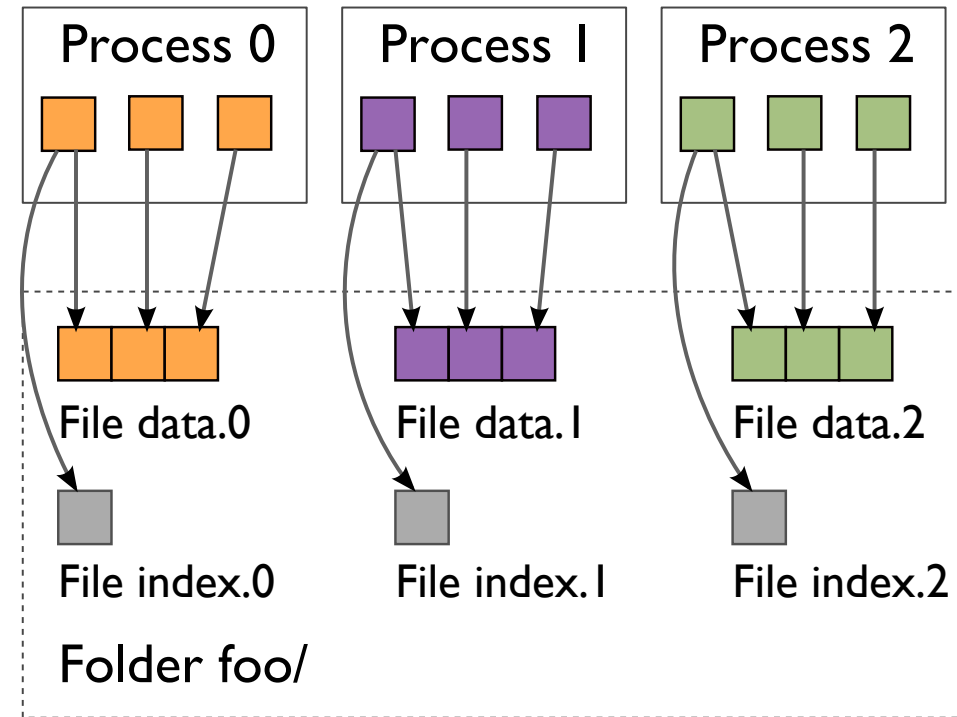 Process 0
Process 1
Process 2
File data.0
File data.1
File data.2
File index.0
File index.1
File index.2
Folder foo/